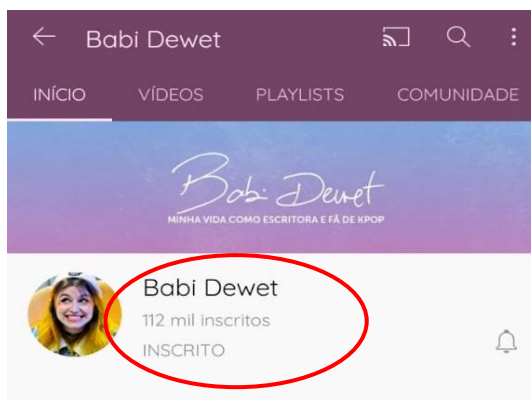 Babi Dewet
INÍCIO VÍDEOS PLAYLISTS COMUNIDADE
Babi Dewet
MINHA VIDA COMO ESCRITORA E FÃ DE KPOP
Babi Dewet
112 mil inscritos
INSCRITO